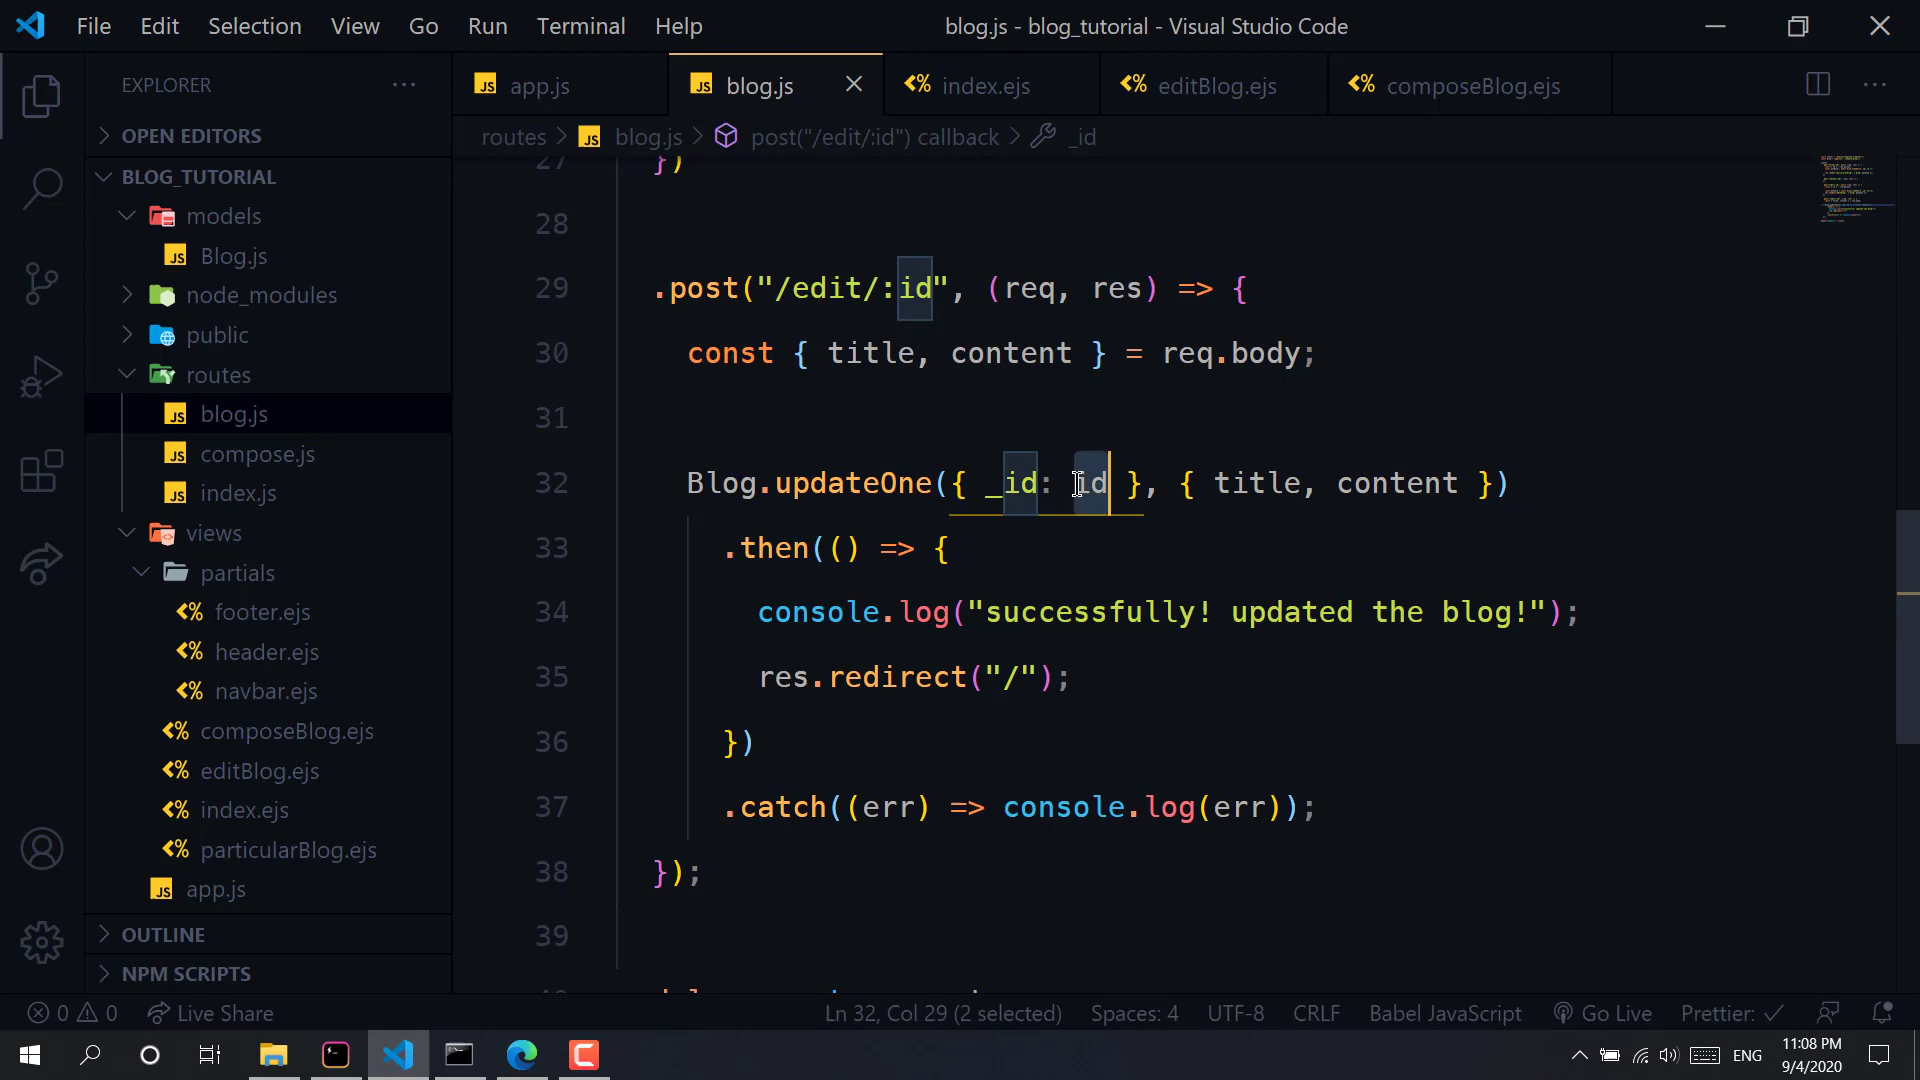 File Edit Selection View Go Run Terminal Help
blog.js - blog_tutorial - Visual Studio Code
EXPLORER
OPEN EDITORS
BLOG_TUTORIAL
models
Blog.js
node_modules
public
routes
blog.js
compose.js
index.js
views
partials
footer.ejs
header.ejs
navbar.ejs
composeBlog.ejs
editBlog.ejs
index.ejs
particularBlog.ejs
app.js
OUTLINE
NPM SCRIPTS
app.js blog.js index.ejs editBlog.ejs composeBlog.ejs
routes > blog.js > post("/edit/:id") callback > _id
27 })
28
29 .post("/edit/:id", (req, res) => {
30 const { title, content } = req.body;
31
32 Blog.updateOne({ _id: id }, { title, content })
33 .then(() => {
34 console.log("successfully! updated the blog!");
35 res.redirect("/");
36 })
37 .catch((err) => console.log(err));
38 });
39
0 0 Live Share
Ln 32, Col 29 (2 selected) Spaces: 4 UTF-8 CRLF Babel JavaScript Go Live Prettier: ✓
ENG
11:08 PM
9/4/2020